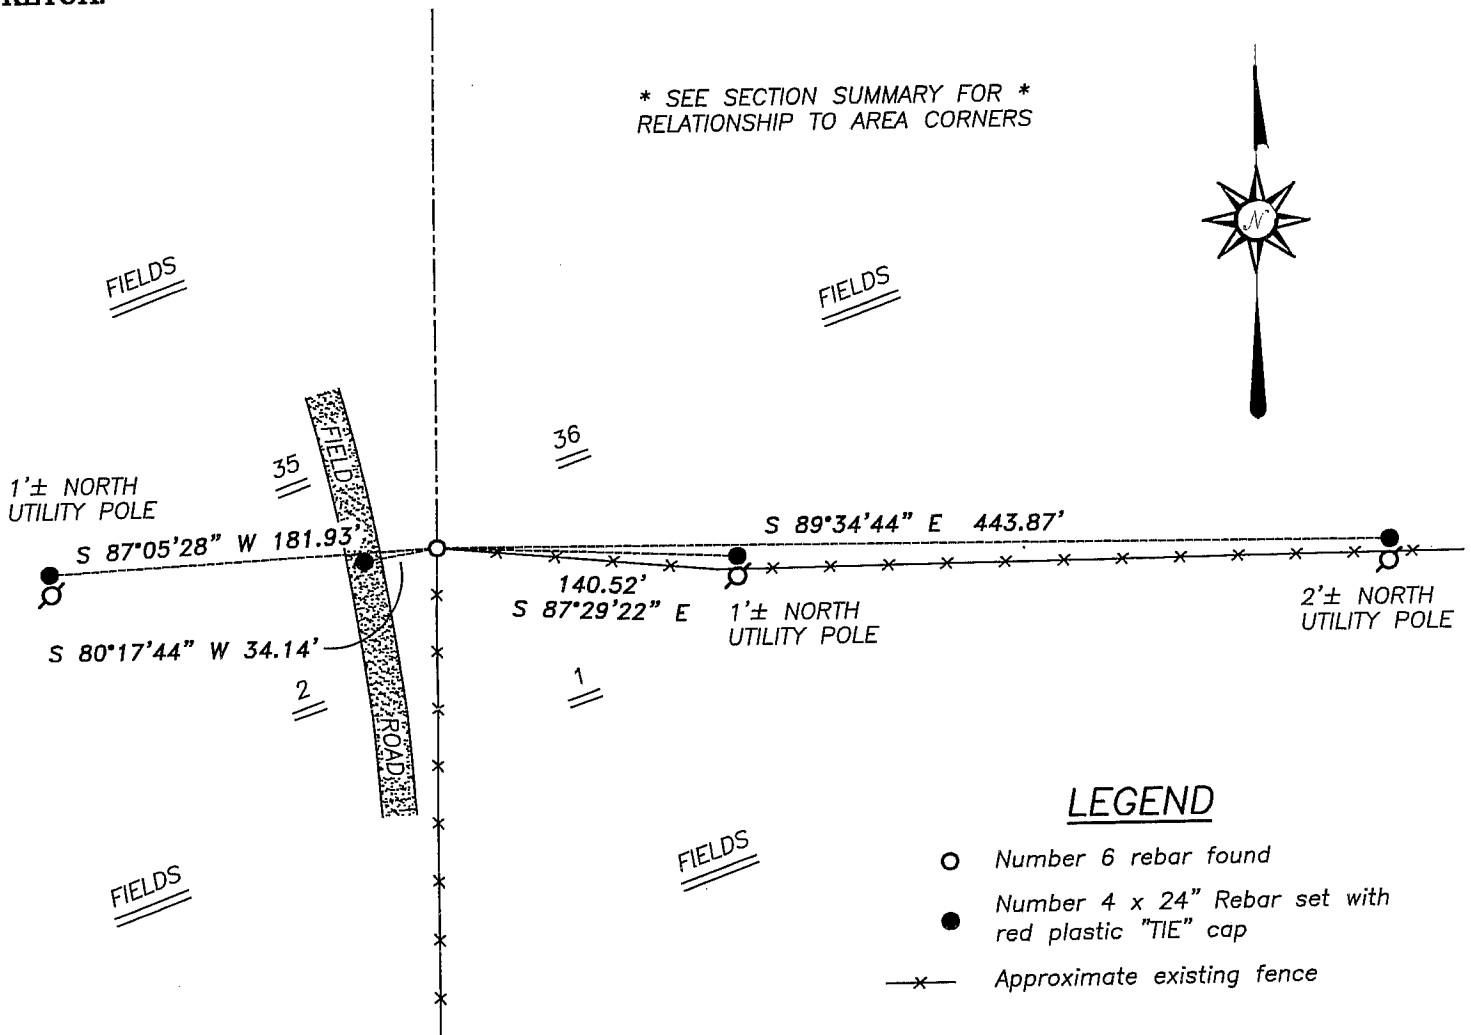 * SEE SECTION SUMMARY FOR *
RELATIONSHIP TO AREA CORNERS
N
FIELDS
FIELDS
35
36
FIELD
1'± NORTH
UTILITY POLE
S 87°05'28" W 181.93'
S 89°34'44" E 443.87'
140.52'
S 87°29'22" E
1'± NORTH
UTILITY POLE
2'± NORTH
UTILITY POLE
S 80°17'44" W 34.14'
2
1
ROAD
FIELDS
FIELDS
LEGEND
Number 6 rebar found
Number 4 x 24" Rebar set with
red plastic "TIE" cap
Approximate existing fence